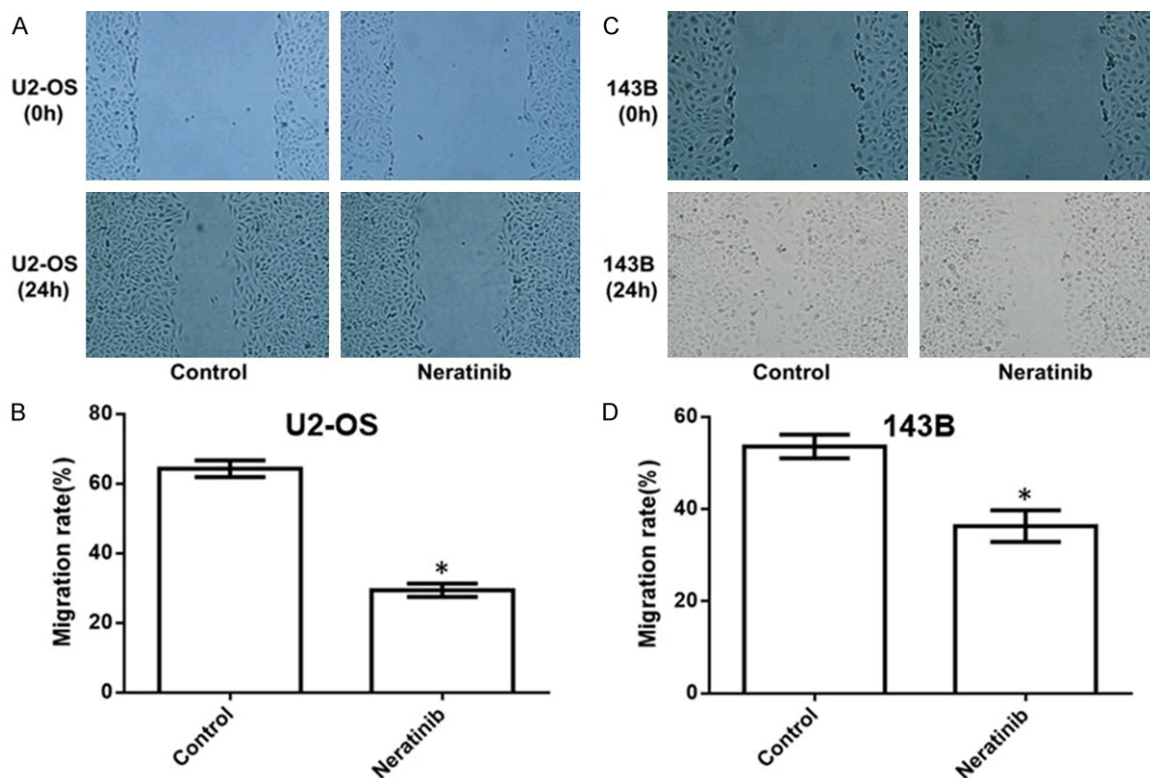 A
U2-OS
(0h)
U2-OS
(24h)
Control
Neratinib
C
143B
(0h)
143B
(24h)
Control
Neratinib
B
U2-OS
Migration rate(%)
80
60
40
20
0
*
Control
Neratinib
D
143B
Migration rate(%)
60
40
20
0
*
Control
Neratinib